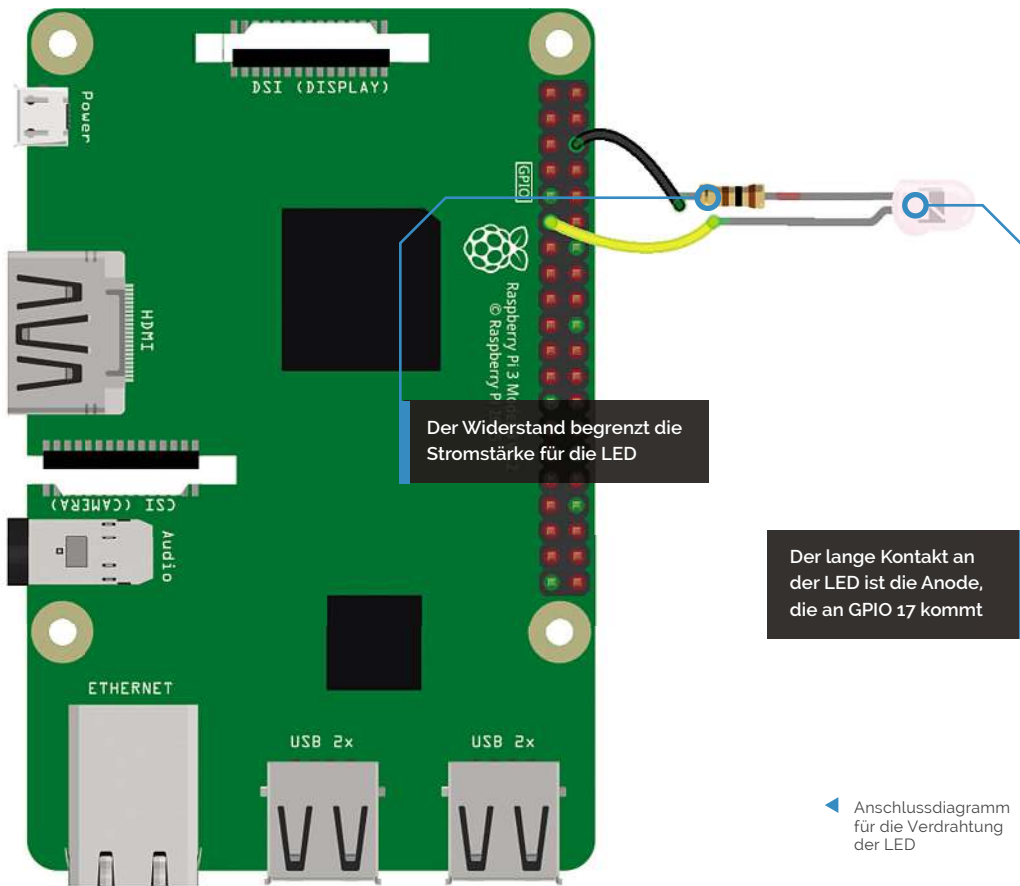 DSI (DISPLAY)
Power
GPIO
HDMI
Raspberry Pi 3 Mode
© Raspberry P
2
Der Widerstand begrenzt die
Stromstärke für die LED
CSI (CAMERA)
Audio
Der lange Kontakt an
der LED ist die Anode,
die an GPIO 17 kommt
ETHERNET
USB 2x
USB 2x
Anschlussdiagramm
für die Verdrahtung
der LED